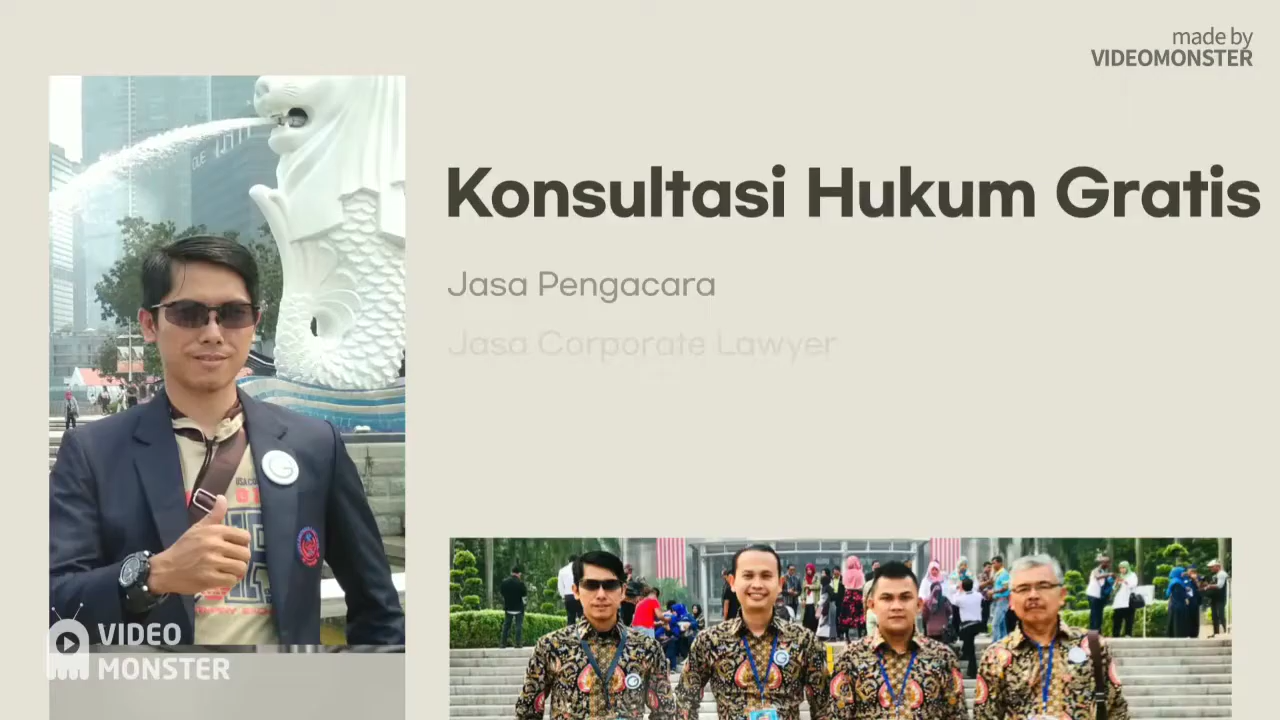 made by
VIDEOMONSTER
Konsultasi Hukum Gratis
Jasa Pengacara
Jasa Corporate Lawyer
VIDEO
MONSTER